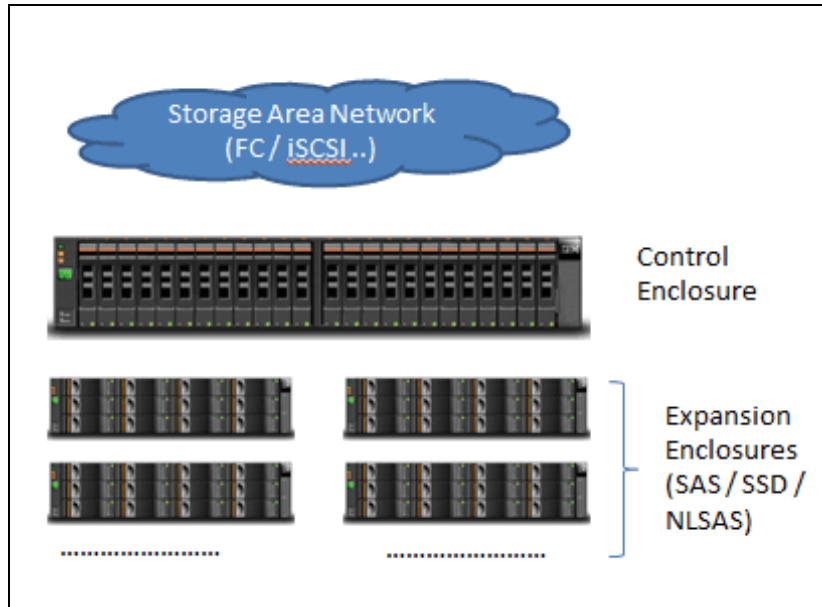 Storage Area Network
(FC / iSCSI..)
Control
Enclosure
Expansion
Enclosures
(SAS / SSD /
NLSAS)
........................
........................